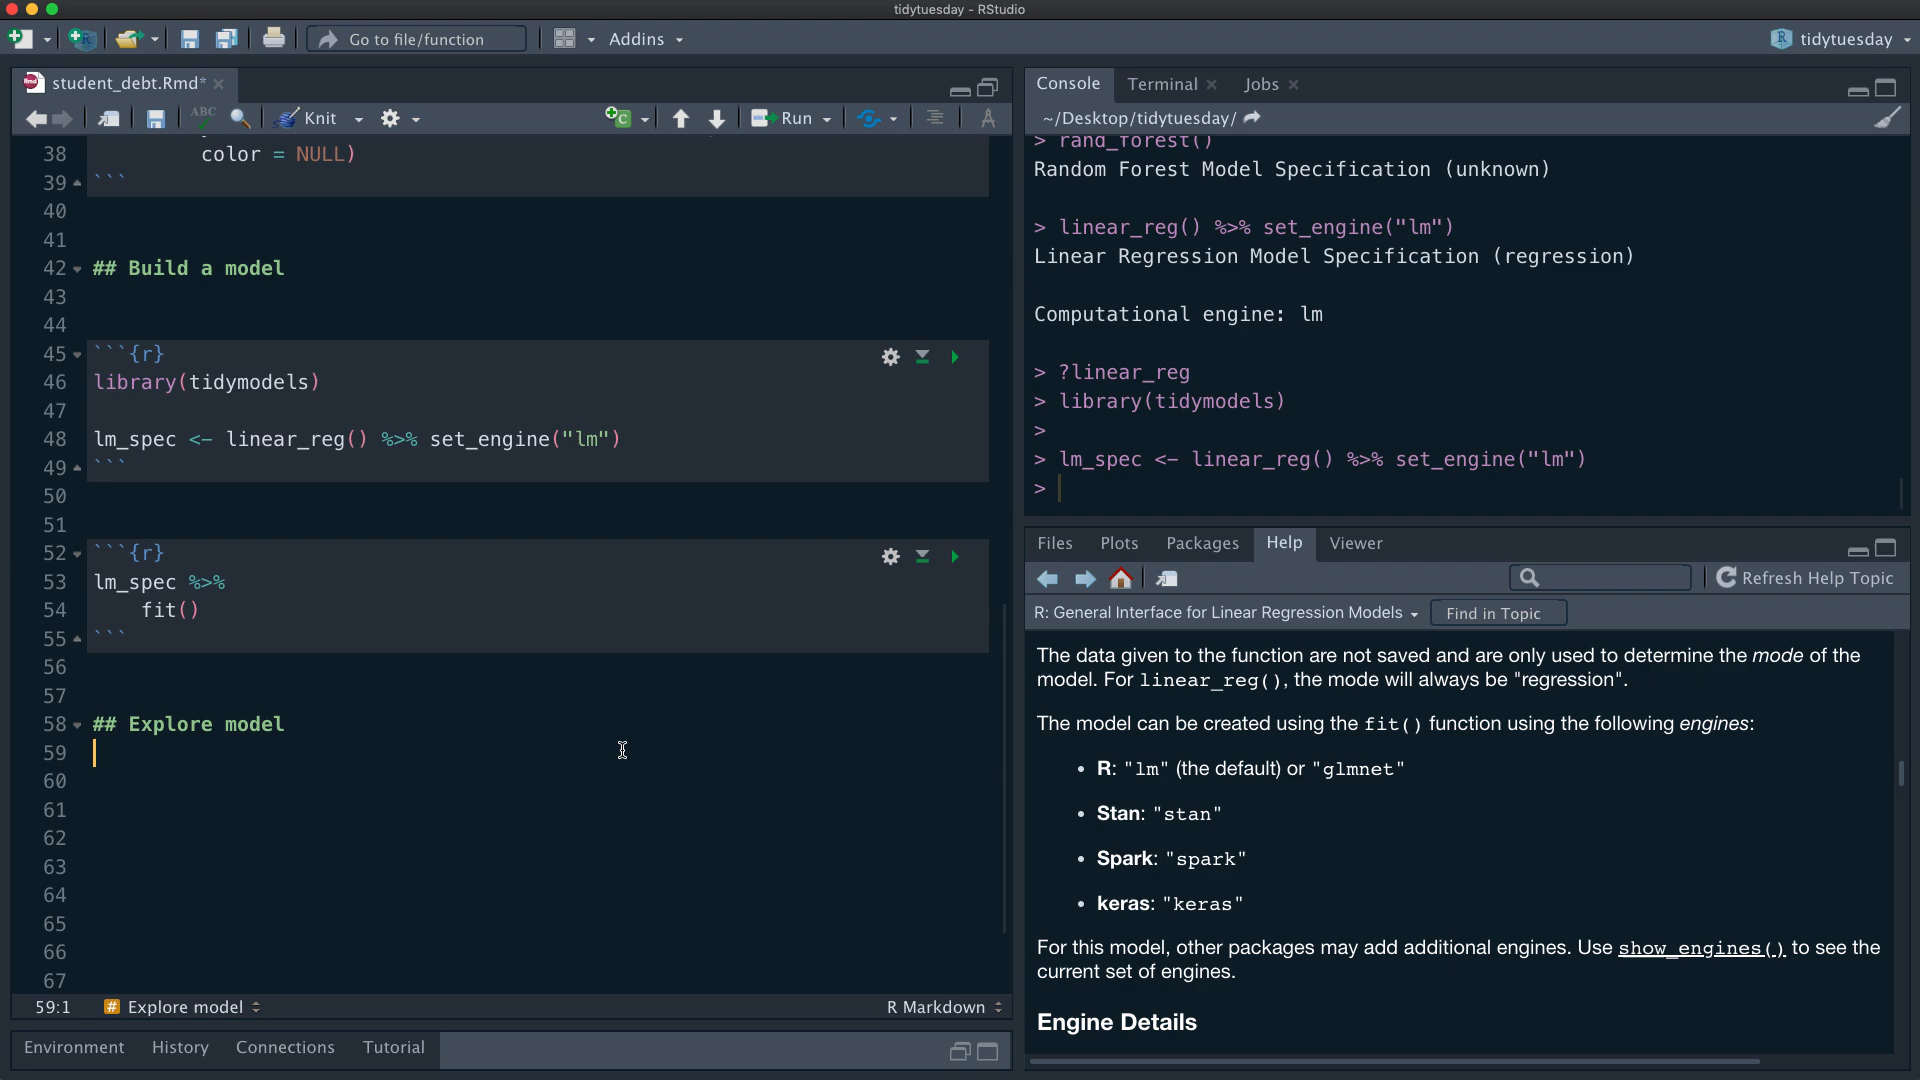 tidytuesday - RStudio
Go to file/function
Addins
tidytuesday
student_debt.Rmd*
ABC
Knit
Run
38 color = NULL)
39 ```
40
41
42 ## Build a model
43
44
45 ```{r}
46 library(tidymodels)
47
48 lm_spec <- linear_reg() %>% set_engine("lm")
49 ```
50
51
52 ```{r}
53 lm_spec %>%
54 fit()
55 ```
56
57
58 ## Explore model
59
60
61
62
63
64
65
66
67
59:1
# Explore model
R Markdown
Environment
History
Connections
Tutorial
Console
Terminal
Jobs
~/Desktop/tidytuesday/
> rand_forest()
Random Forest Model Specification (unknown)
> linear_reg() %>% set_engine("lm")
Linear Regression Model Specification (regression)
Computational engine: lm
> ?linear_reg
> library(tidymodels)
>
> lm_spec <- linear_reg() %>% set_engine("lm")
>
Files
Plots
Packages
Help
Viewer
Refresh Help Topic
R: General Interface for Linear Regression Models
Find in Topic
The data given to the function are not saved and are only used to determine the mode of the
model. For linear_reg(), the mode will always be "regression".
The model can be created using the fit() function using the following engines:
• R: "lm" (the default) or "glmnet"
• Stan: "stan"
• Spark: "spark"
• keras: "keras"
For this model, other packages may add additional engines. Use show_engines() to see the
current set of engines.
Engine Details